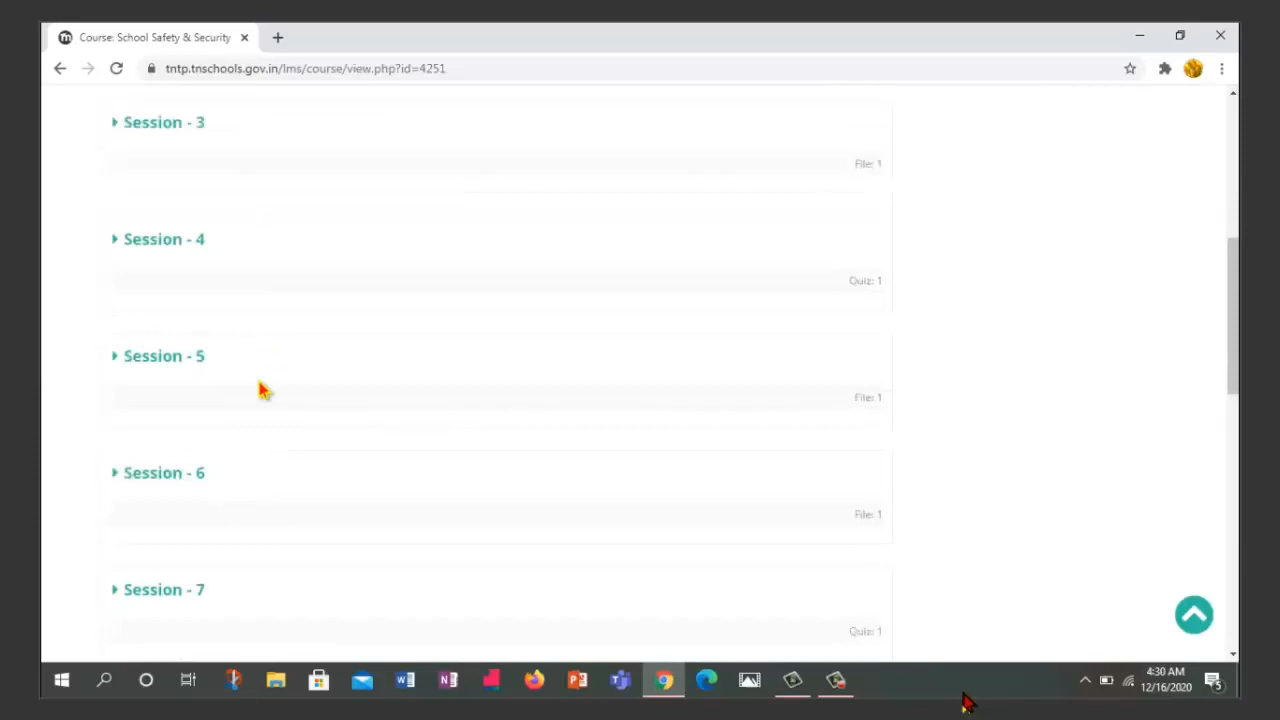 Course: School Safety & Security
tntp.tnschools.gov.in/lms/course/view.php?id=4251
Session - 3
File: 1
Session - 4
Quiz: 1
Session - 5
File: 1
Session - 6
File: 1
Session - 7
Quiz: 1
4:30 AM
12/16/2020
5